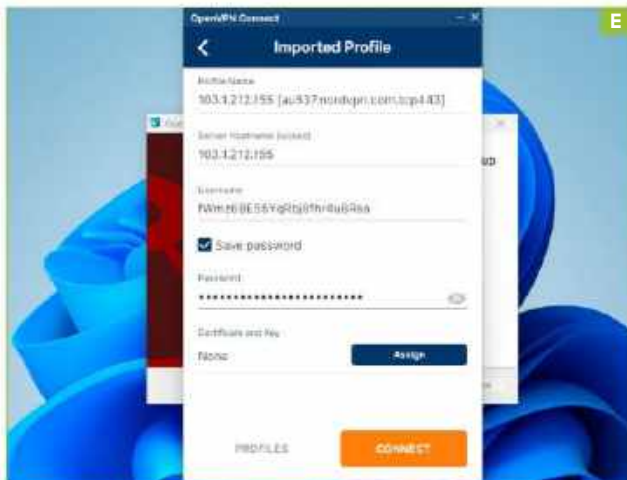 OpenVPN Connect
E
Imported Profile
Profile Name
103.1.212.155 [au537.nordvpn.com.tcp443]
Server Hostname (locked)
103.1.212.155
Username
Save password
Password
Certificate and Key
None
Assign
PROFILES
CONNECT